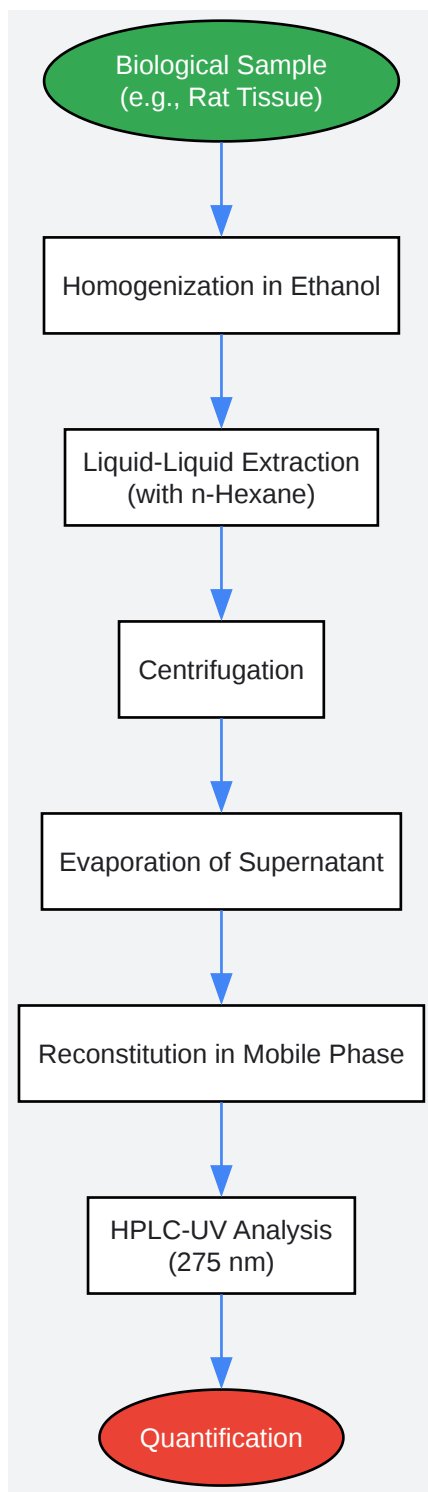 Biological Sample
(e.g., Rat Tissue)
Homogenization in Ethanol
Liquid-Liquid Extraction
(with n-Hexane)
Centrifugation
Evaporation of Supernatant
Reconstitution in Mobile Phase
HPLC-UV Analysis
(275 nm)
Quantification